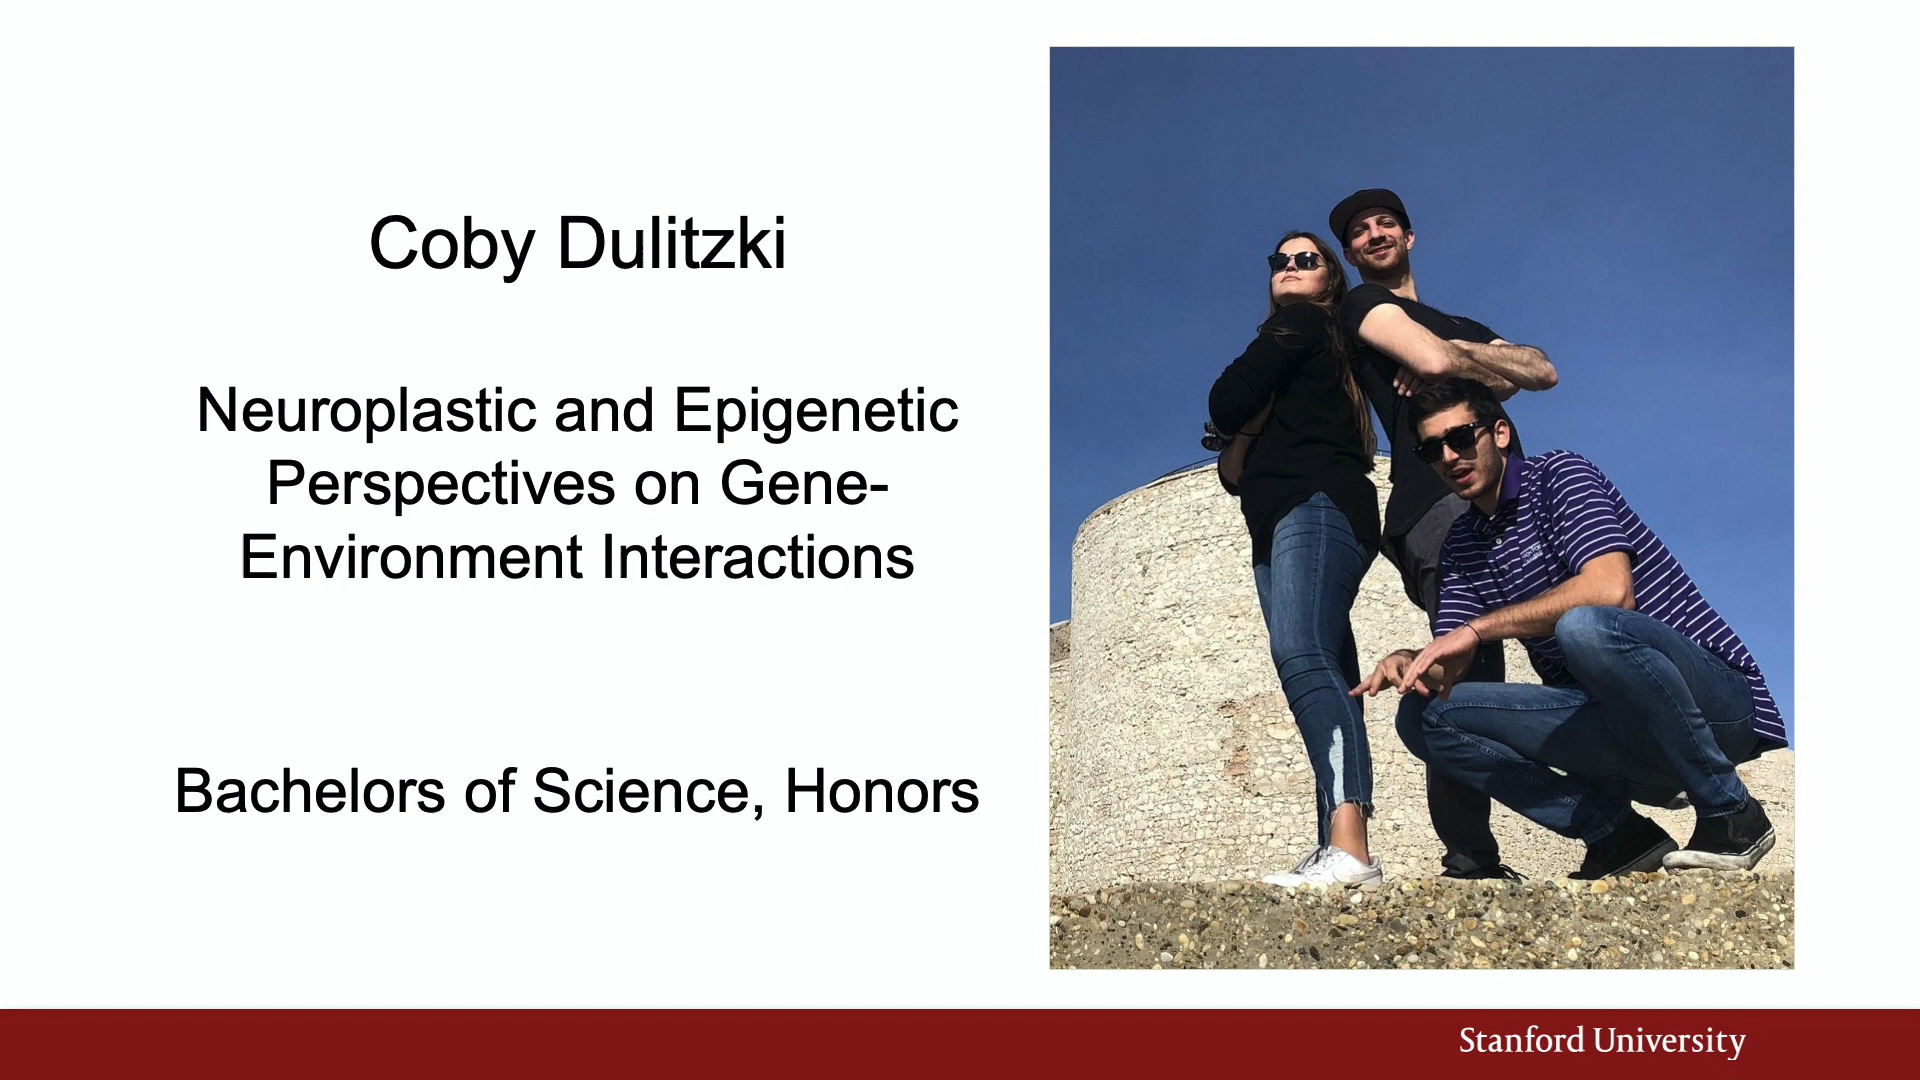 Coby Dulitzki
Neuroplastic and Epigenetic
Perspectives on Gene-
Environment Interactions
Bachelors of Science, Honors
Stanford University